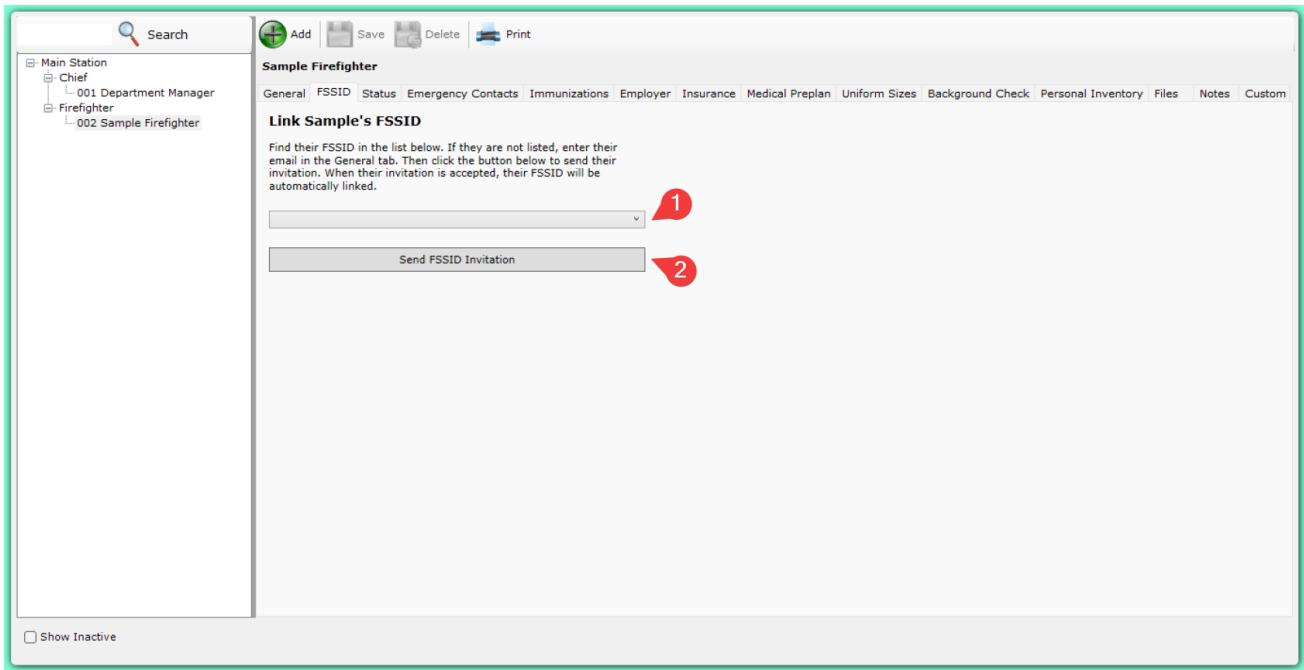 Search
Add Save Delete Print
Main Station
Chief
001 Department Manager
Firefighter
002 Sample Firefighter
Sample Firefighter
General FSSID Status Emergency Contacts Immunizations Employer Insurance Medical Preplan Uniform Sizes Background Check Personal Inventory Files Notes Custom
Link Sample's FSSID
Find their FSSID in the list below. If they are not listed, enter their
email in the General tab. Then click the button below to send their
invitation. When their invitation is accepted, their FSSID will be
automatically linked.
1
Send FSSID Invitation
2
Show Inactive